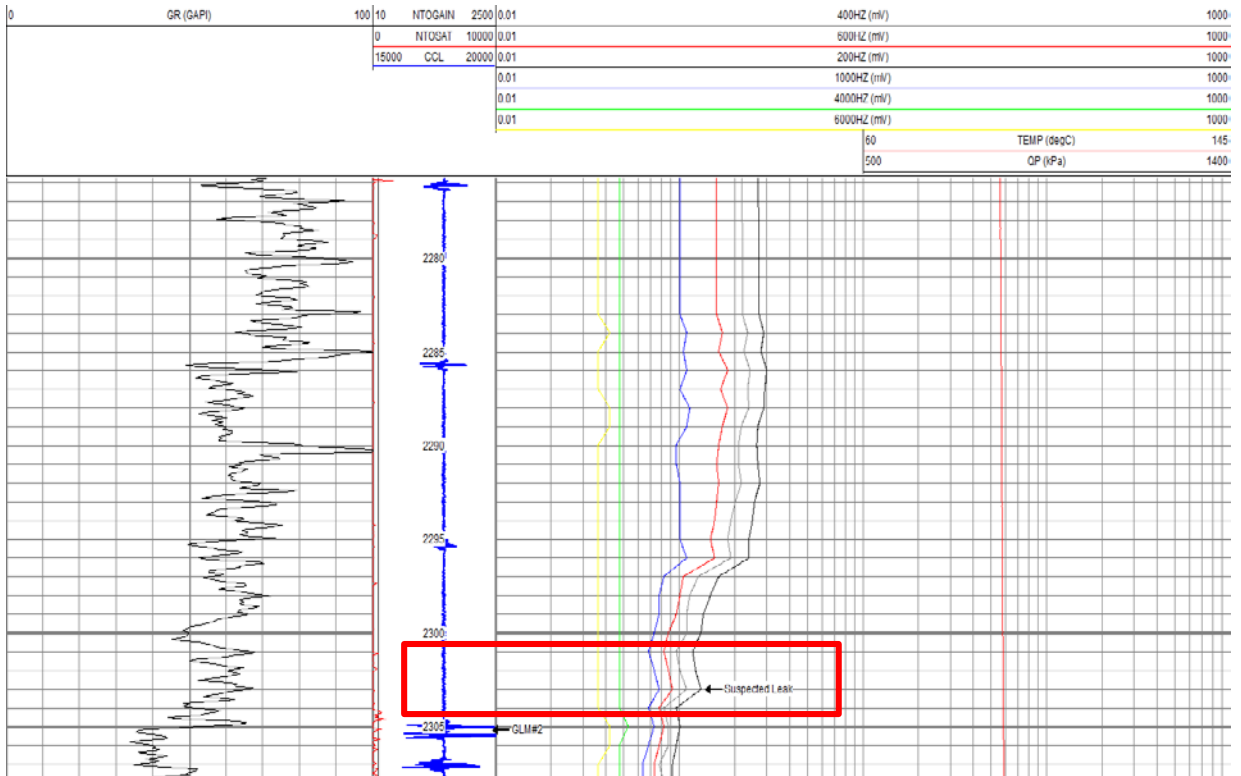 0 GR (GAPI) 100 10 NTOGAIN 2500 0.01 400HZ (mV) 1000
0 NTOSAT 10000 0.01 600HZ (mV) 1000
15000 CCL 20000 0.01 200HZ (mV) 1000
0.01 1000HZ (mV) 1000
0.01 4000HZ (mV) 1000
0.01 6000HZ (mV) 1000
60 TEMP (degC) 145
500 QP (kPa) 1400
2280
2285
2290
2295
2300
Suspected Leak
2305
GLM#2